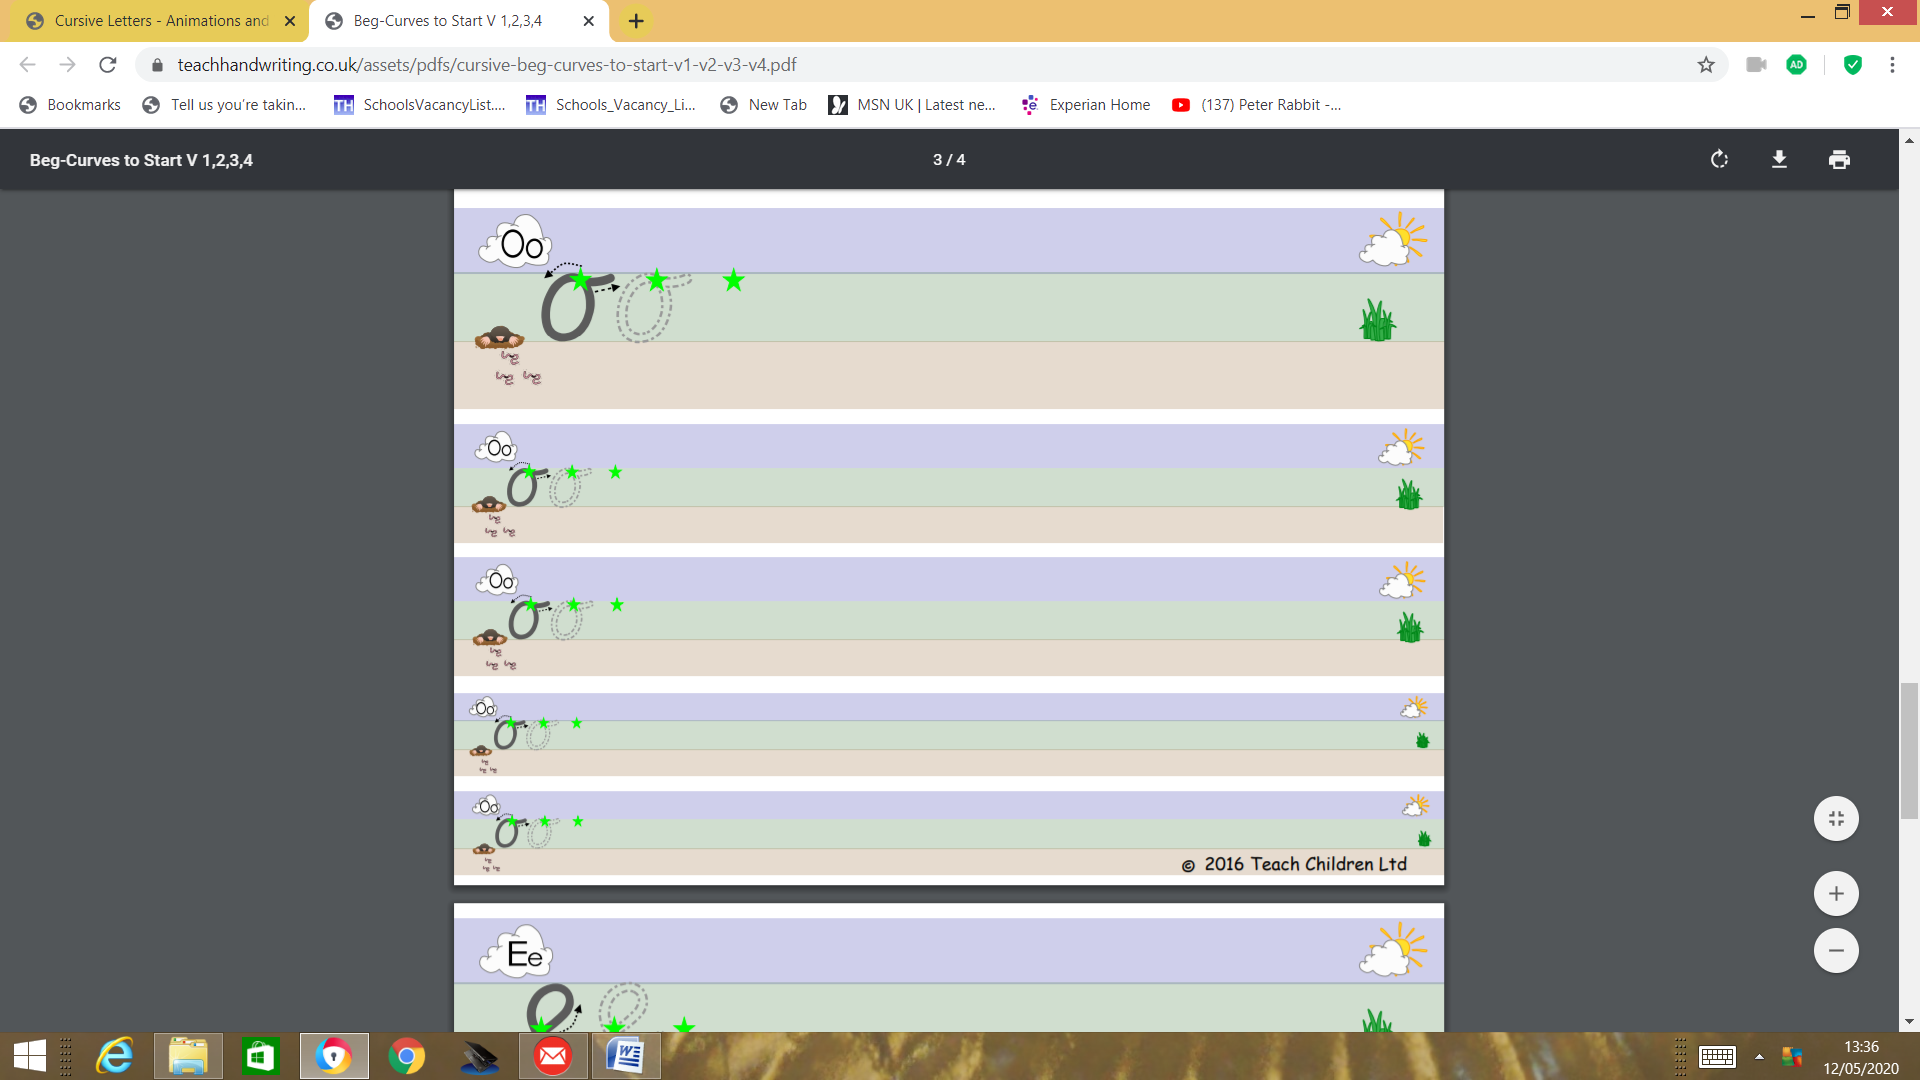 Cursive Letters - Animations and
Beg-Curves to Start V 1,2,3,4
teachhandwriting.co.uk/assets/pdfs/cursive-beg-curves-to-start-v1-v2-v3-v4.pdf
AD
Bookmarks
Tell us you're takin...
TH SchoolsVacancyList....
TH Schools_Vacancy_Li...
New Tab
MSN UK | Latest ne...
Experian Home
(137) Peter Rabbit -...
Beg-Curves to Start V 1,2,3,4
3 / 4
Oo
o o
Oo
o o
Oo
o o
Oo
o o
Oo
o o
© 2016 Teach Children Ltd
Ee
e e
13:36
12/05/2020